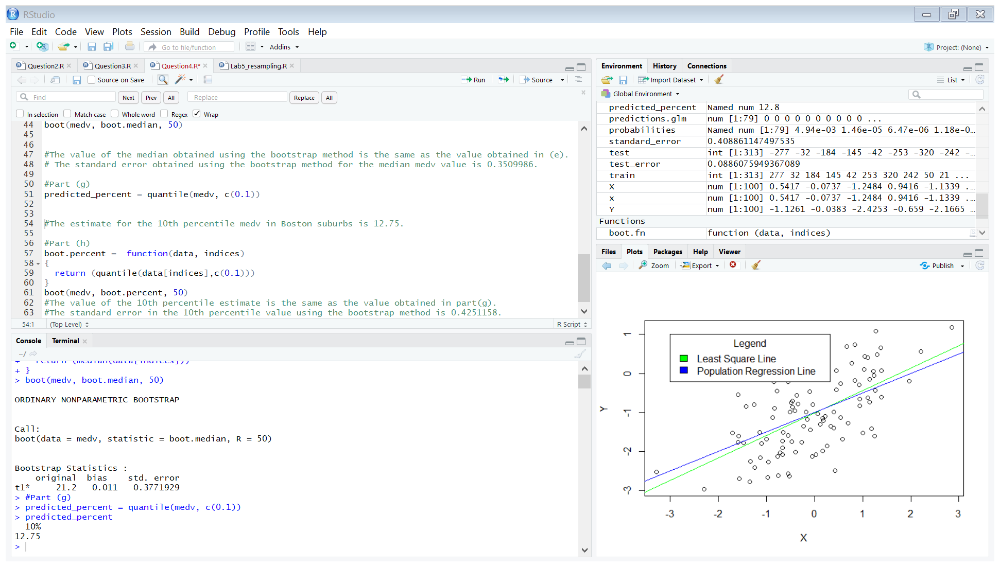 RStudio
File Edit Code View Plots Session Build Debug Profile Tools Help
Go to file/function Addins Project: (None)
Question2.R Question3.R Question4.R* Lab5_resampling.R
Source on Save Run Source
Find Next Prev All Replace Replace All
In selection Match case Whole word Regex Wrap
44 boot(medv, boot.median, 50)
45
46
47 #The value of the median obtained using the bootstrap method is the same as the value obtained in (e).
48 # The standard error obtained using the bootstrap method for the median medv value is 0.3509986.
49
50 #Part (g)
51 predicted_percent = quantile(medv, c(0.1))
52
53
54 #The estimate for the 10th percentile medv in Boston suburbs is 12.75.
55
56 #Part (h)
57 boot.percent =  function(data, indices)
58 {
59   return (quantile(data[indices],c(0.1)))
60 }
61 boot(medv, boot.percent, 50)
62 #The value of the 10th percentile estimate is the same as the value obtained in part(g).
63 #The standard error in the 10th percentile value using the bootstrap method is 0.4251158.
54:1 (Top Level) R Script
Console Terminal
~/
+   return (median(data[indices]))
+ }
> boot(medv, boot.median, 50)
ORDINARY NONPARAMETRIC BOOTSTRAP
Call:
boot(data = medv, statistic = boot.median, R = 50)
Bootstrap Statistics :
    original  bias    std. error
t1*     21.2   0.011   0.3771929
> #Part (g)
> predicted_percent = quantile(medv, c(0.1))
> predicted_percent
  10%
12.75
>
Environment History Connections
Import Dataset List
Global Environment
predicted_percent Named num 12.8
predictions.glm num [1:79] 0 0 0 0 0 0 0 0 0 0 ...
probabilities Named num [1:79] 4.94e-03 1.46e-05 6.47e-06 1.18e-0…
standard_error 0.408861147497535
test int [1:313] -277 -32 -184 -145 -42 -253 -320 -242 -…
test_error 0.0886075949367089
train int [1:313] 277 32 184 145 42 253 320 242 50 21 ...
X num [1:100] 0.5417 -0.0737 -1.2484 0.9416 -1.1339 .…
x num [1:100] 0.5417 -0.0737 -1.2484 0.9416 -1.1339 .…
Y num [1:100] -1.1261 -0.0383 -2.4253 -0.659 -2.1665 …
Functions
boot.fn function (data, indices)
Files Plots Packages Help Viewer
Zoom Export Publish
Legend
Least Square Line
Population Regression Line
1
0
-1
-2
-3
Y
-3 -2 -1 0 1 2 3
X